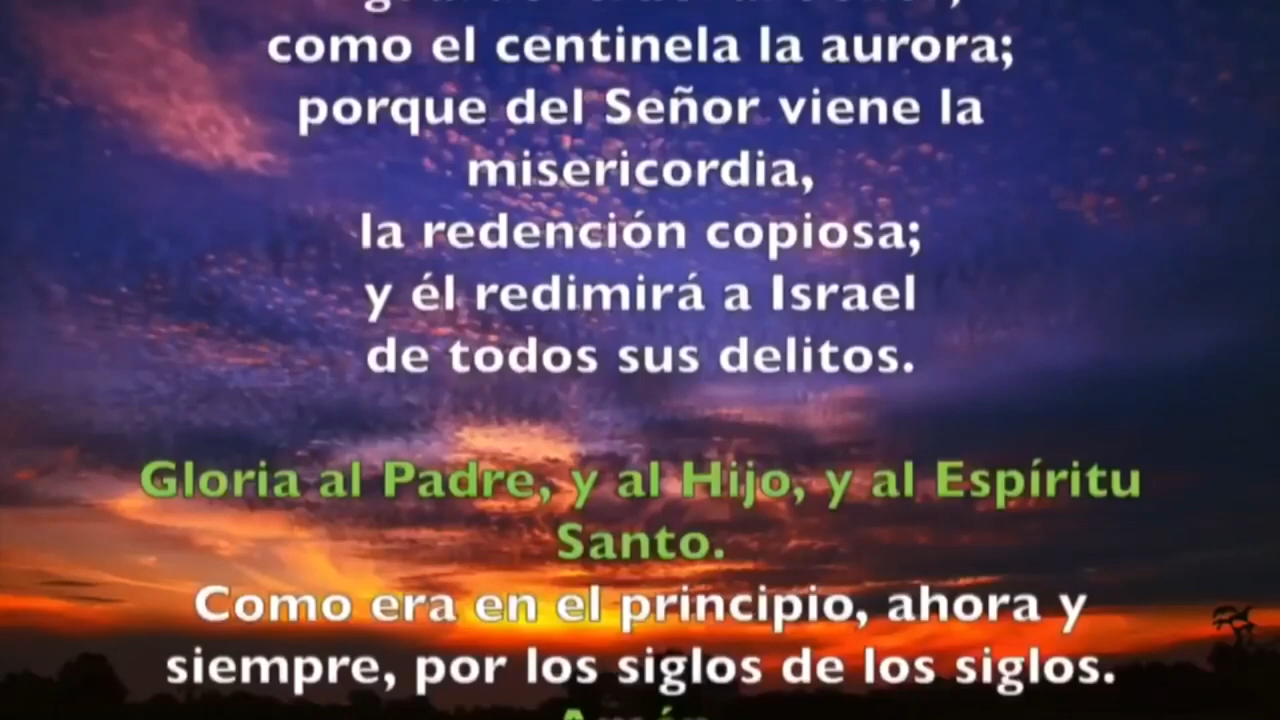 como el centinela la aurora;
porque del Señor viene la
misericordia,
la redención copiosa;
y él redimirá a Israel
de todos sus delitos.
Gloria al Padre, y al Hijo, y al Espíritu
Santo.
Como era en el principio, ahora y
siempre, por los siglos de los siglos.